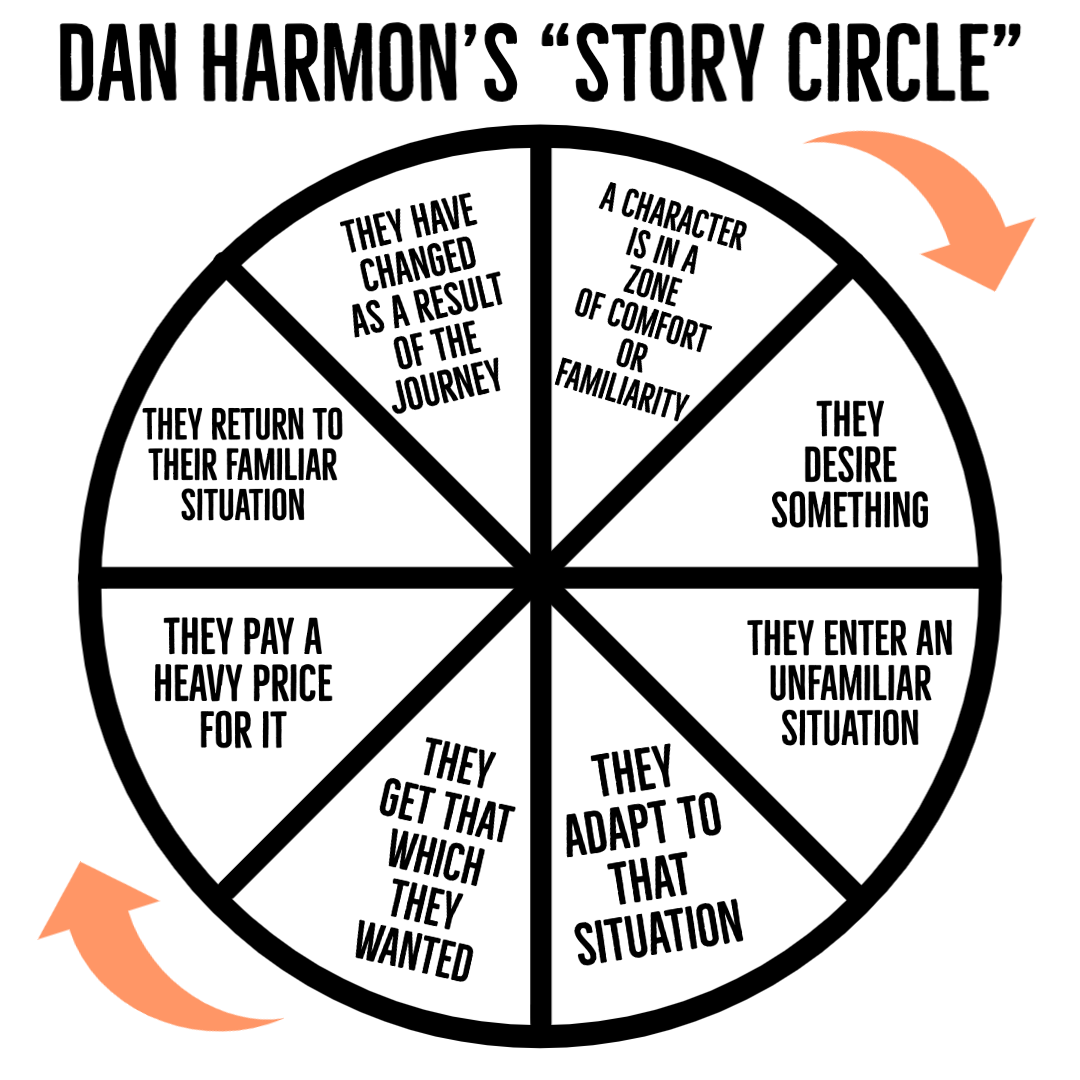 DAN HARMON'S “STORY CIRCLE”
A CHARACTER
IS IN A
ZONE
OF COMFORT
OR
FAMILIARITY
THEY
DESIRE
SOMETHING
THEY ENTER AN
UNFAMILIAR
SITUATION
THEY
ADAPT TO
THAT
SITUATION
THEY
GET THAT
WHICH
THEY
WANTED
THEY PAY A
HEAVY PRICE
FOR IT
THEY RETURN TO
THEIR FAMILIAR
SITUATION
THEY HAVE
CHANGED
AS A RESULT
OF THE
JOURNEY